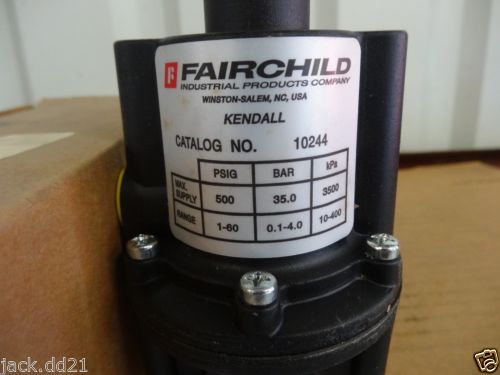 FAIRCHILD
INDUSTRIAL PRODUCTS COMPANY
WINSTON-SALEM, NC, USA
KENDALL
CATALOG NO. 10244
PSIG BAR kPa
MAX. SUPPLY 500 35.0 3500
RANGE 1-60 0.1-4.0 10-400
jack.dd21